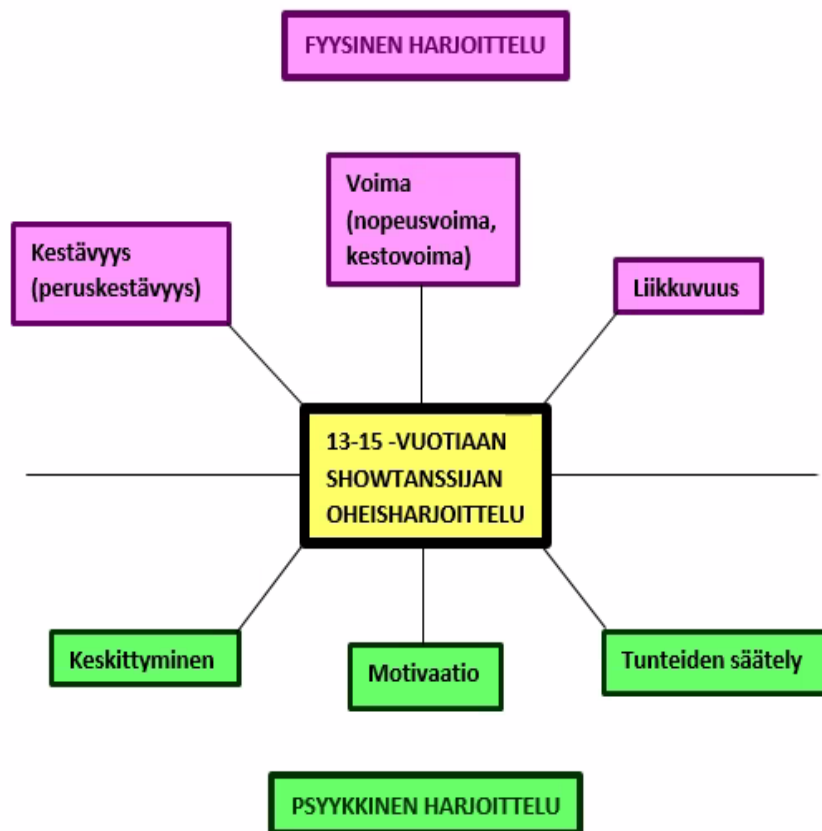 FYYSINEN HARJOITTELU
Voima
(nopeusvoima,
kestovoima)
Kestävyys
(peruskestävyys)
Liikkuvuus
13-15 -VUOTIAAN
SHOWTANSSIJAN
OHEISHARJOITTELU
Keskittyminen
Motivaatio
Tunteiden säätely
PSYYKKINEN HARJOITTELU